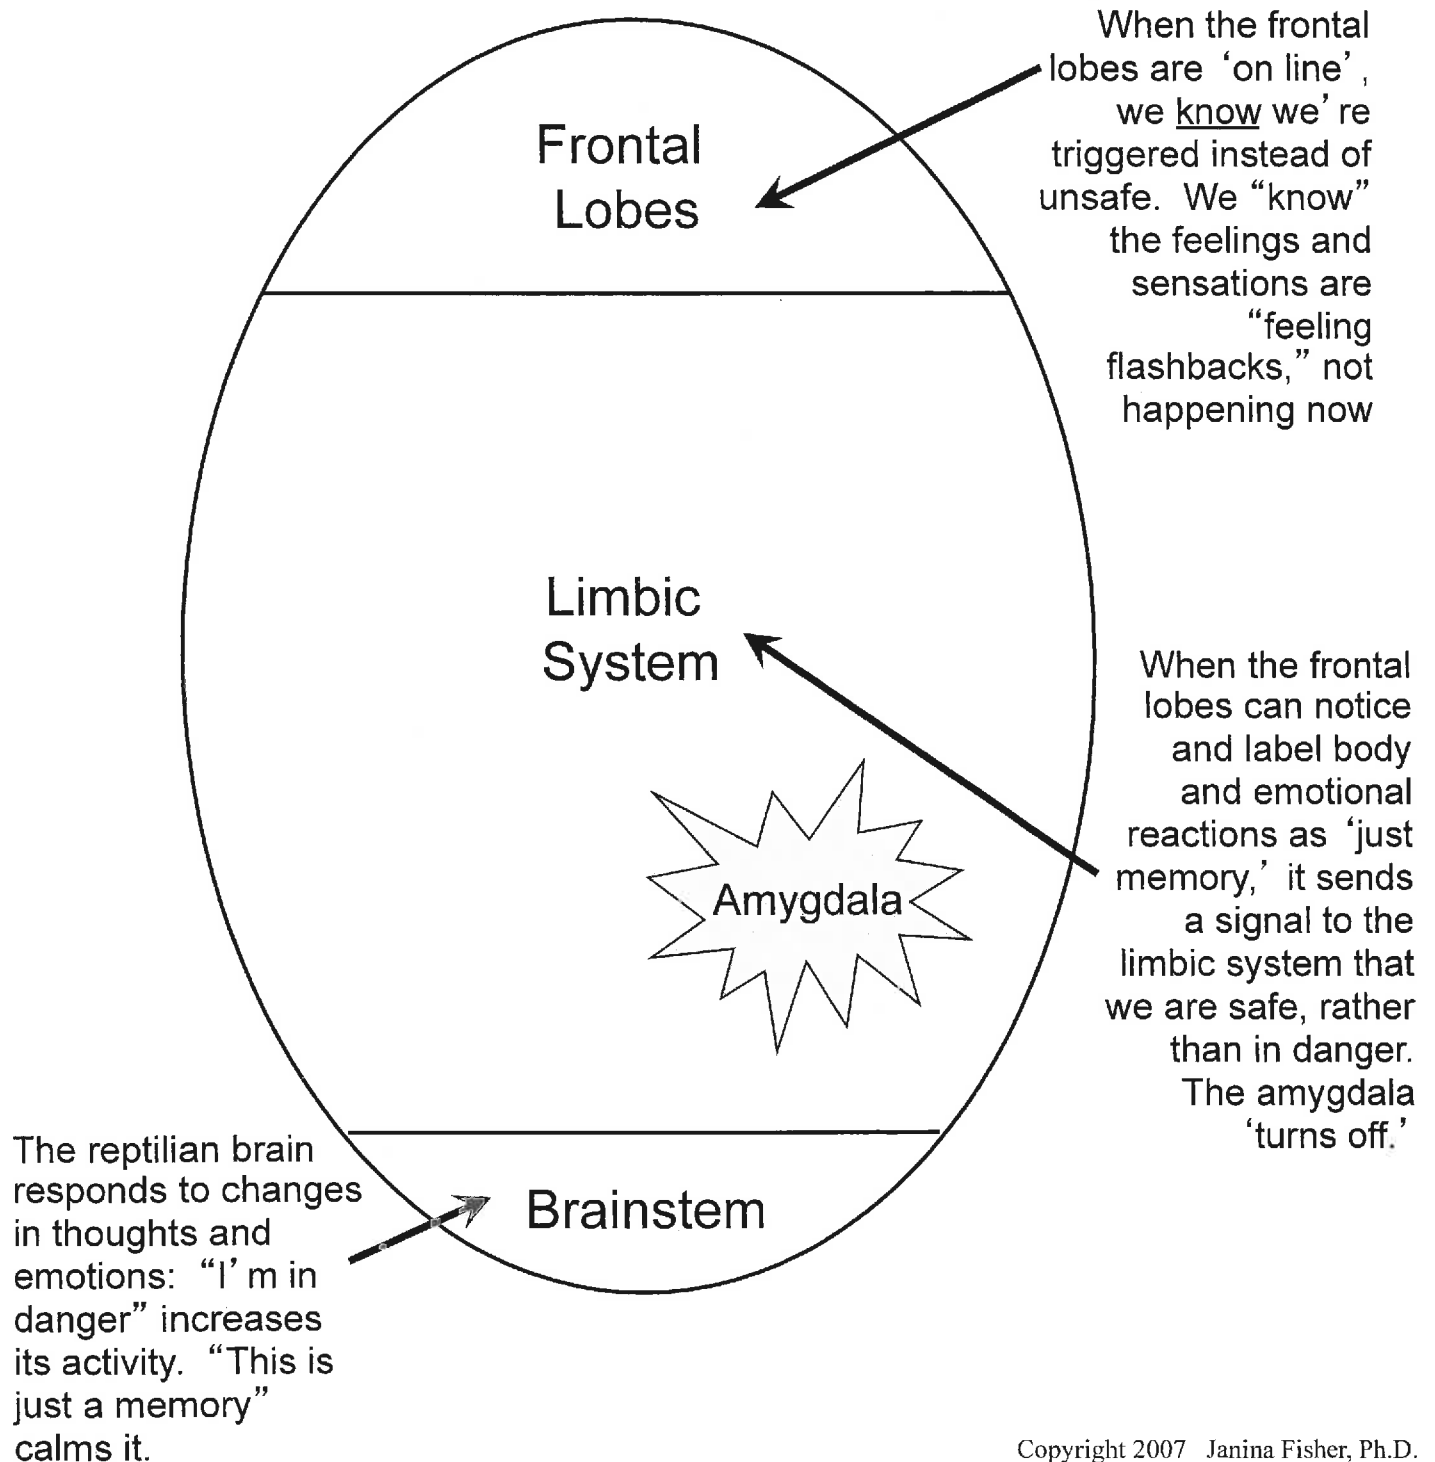 When the frontal
lobes are ‘on line’ ,
we know we’ re
triggered instead of
unsafe.  We “know”
the feelings and
sensations are
“feeling
flashbacks,” not
happening now
Frontal
Lobes
Limbic
System
When the frontal
lobes can notice
and label body
and emotional
reactions as ‘just
memory,’ it sends
a signal to the
limbic system that
we are safe, rather
than in danger.
The amygdala
‘turns off.’
Amygdala
The reptilian brain
responds to changes
in thoughts and
emotions:  “I’ m in
danger” increases
its activity.  “This is
just a memory”
calms it.
Brainstem
Copyright 2007   Janina Fisher, Ph.D.